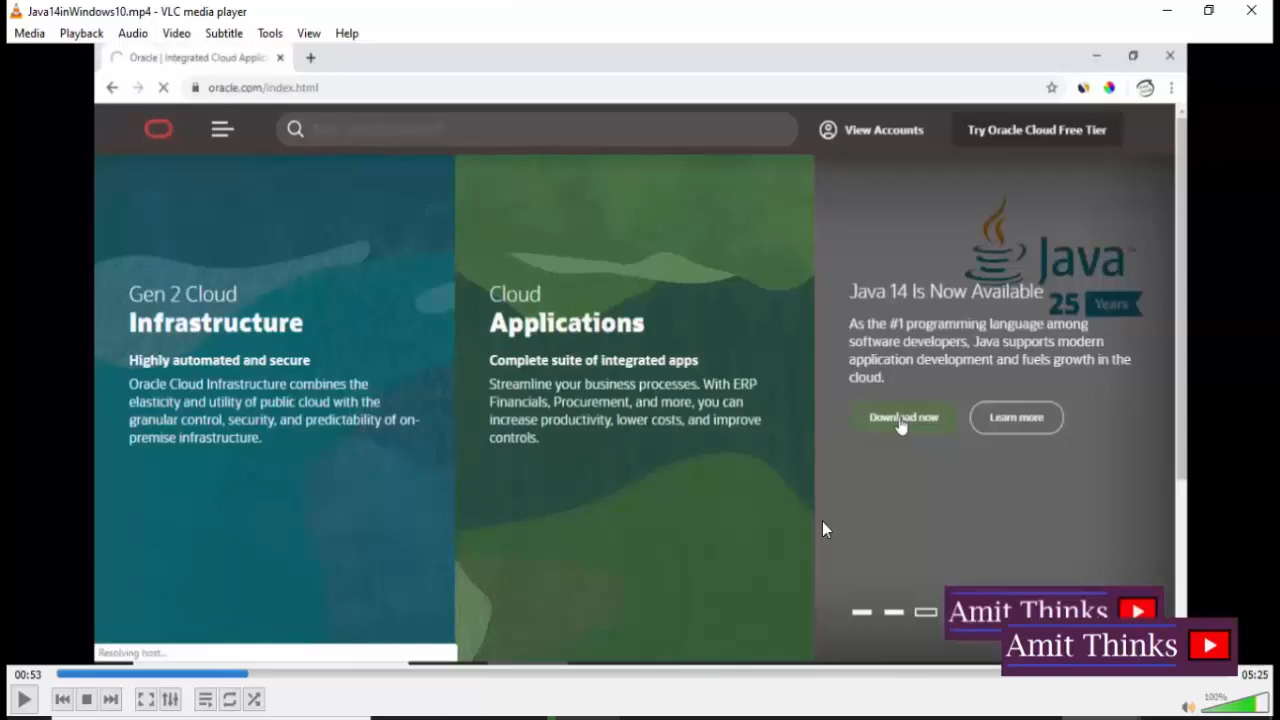 Java14inWindows10.mp4 - VLC media player
Media Playback Audio Video Subtitle Tools View Help
Oracle | Integrated Cloud Applic
oracle.com/index.html
View Accounts
Try Oracle Cloud Free Tier
Gen 2 Cloud
Infrastructure
Highly automated and secure
Oracle Cloud Infrastructure combines the
elasticity and utility of public cloud with the
granular control, security, and predictability of on-
premise infrastructure.
Cloud
Applications
Complete suite of integrated apps
Streamline your business processes. With ERP
Financials, Procurement, and more, you can
increase productivity, lower costs, and improve
controls.
Java
25 Years
Java 14 Is Now Available
As the #1 programming language among
software developers, Java supports modern
application development and fuels growth in the
cloud.
Download now
Learn more
Amit Thinks
Amit Thinks
Resolving host...
00:53
05:25
100%